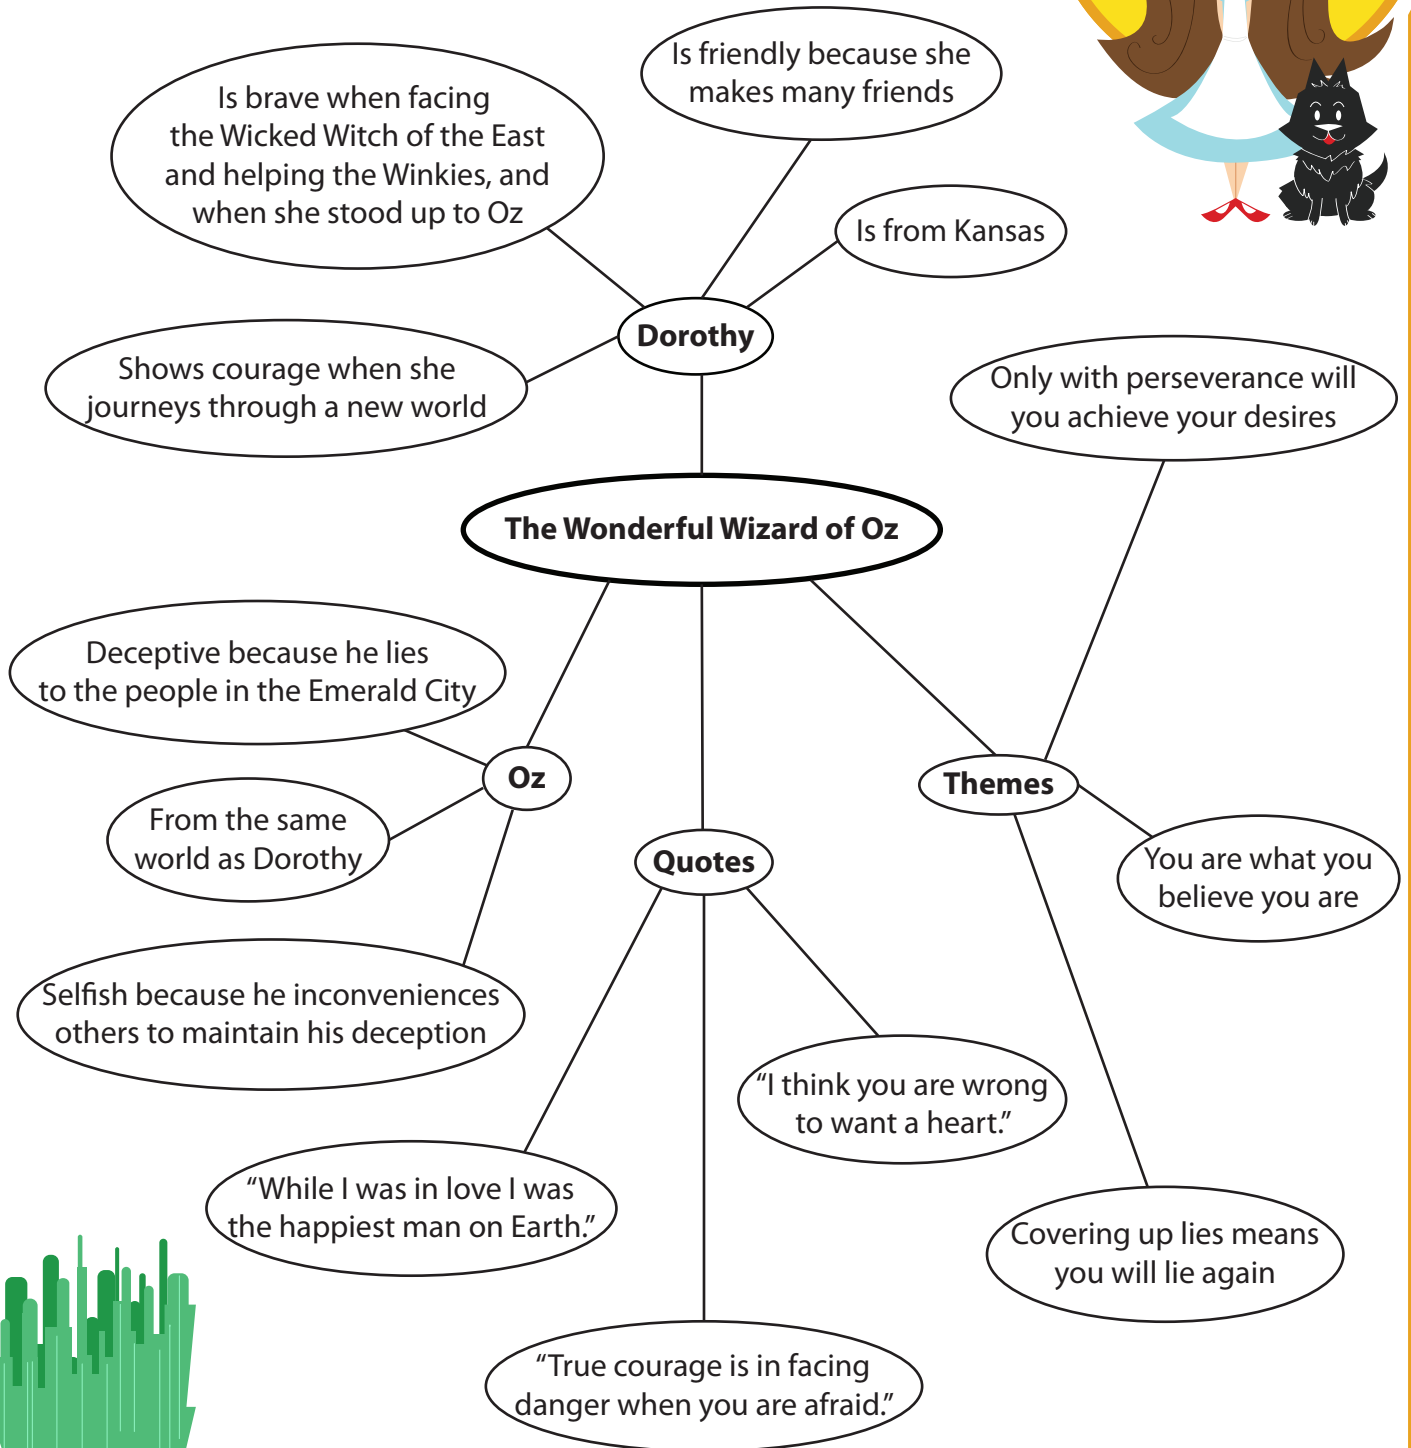 Is friendly because she
makes many friends
Is brave when facing
the Wicked Witch of the East
and helping the Winkies, and
when she stood up to Oz
Is from Kansas
Dorothy
Shows courage when she
journeys through a new world
Only with perseverance will
you achieve your desires
The Wonderful Wizard of Oz
Deceptive because he lies
to the people in the Emerald City
Oz
Themes
From the same
world as Dorothy
Quotes
You are what you
believe you are
Selfish because he inconveniences
others to maintain his deception
“I think you are wrong
to want a heart.”
“While I was in love I was
the happiest man on Earth.”
Covering up lies means
you will lie again
“True courage is in facing
danger when you are afraid.”